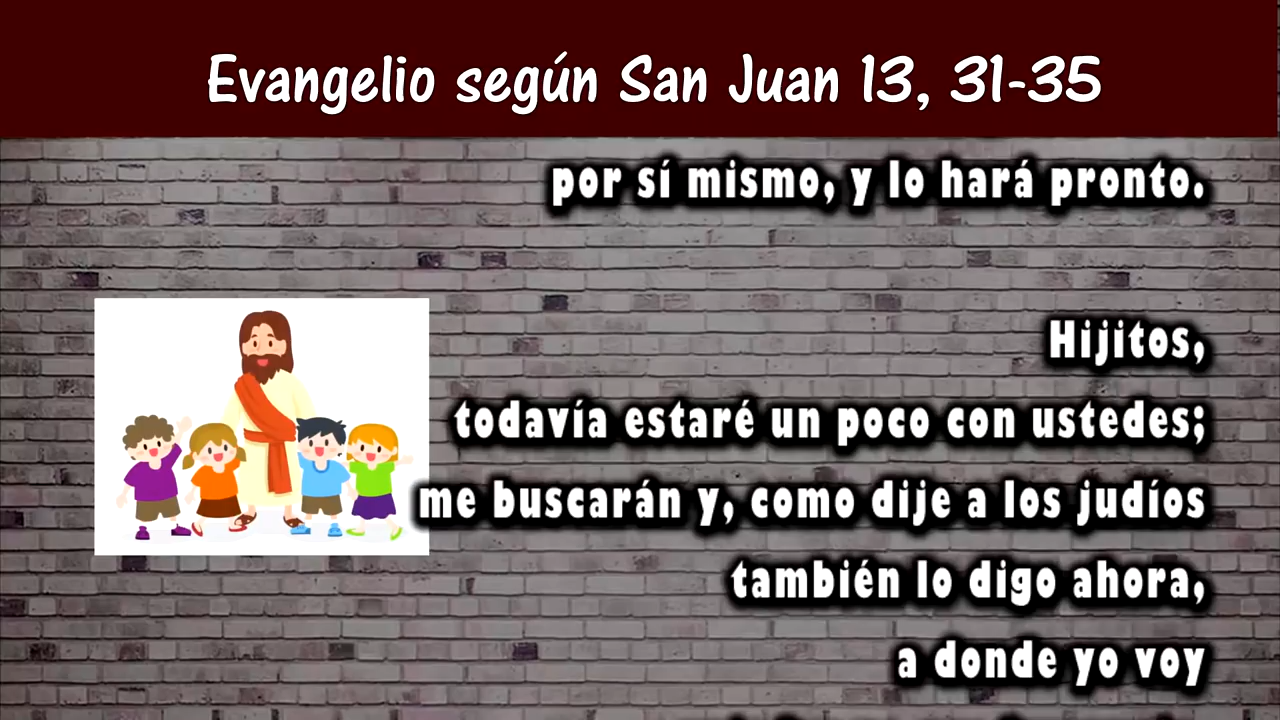 Evangelio según San Juan 13, 31-35
por sí mismo, y lo hará pronto.
Hijitos,
todavía estaré un poco con ustedes;
me buscarán y, como dije a los judíos
también lo digo ahora,
a donde yo voy